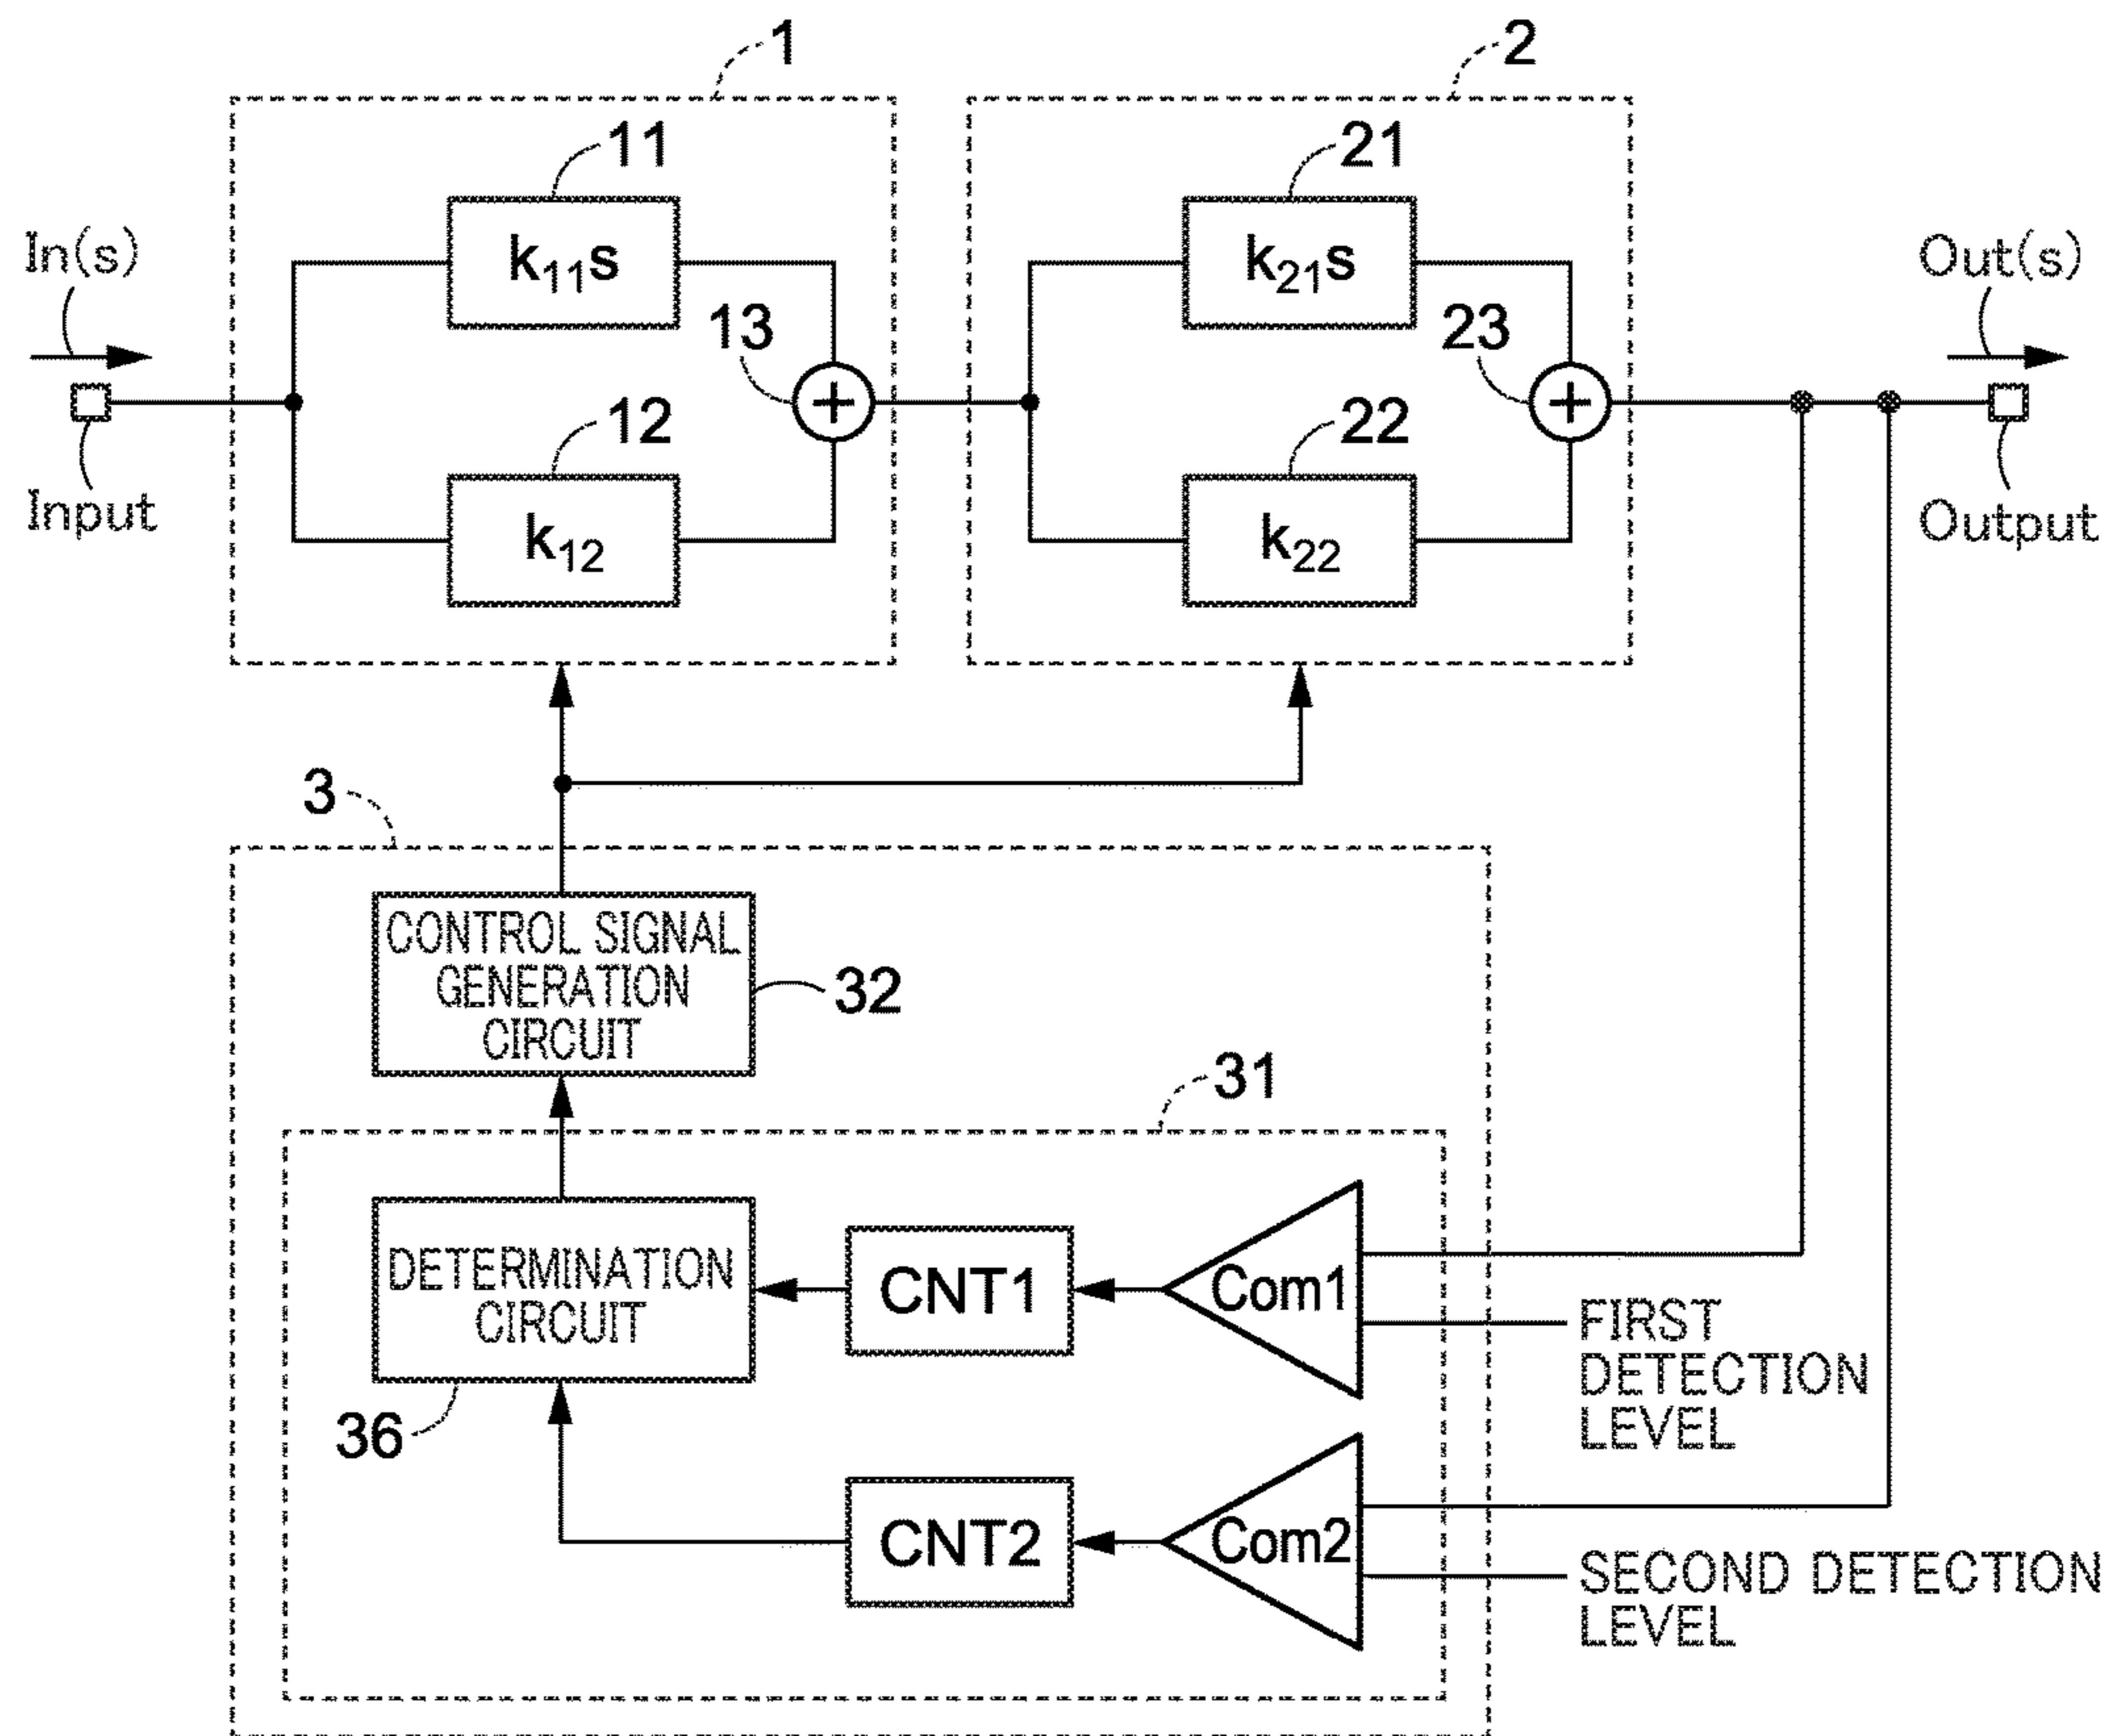 1
2
11
21
In(s)
k₁₁s
k₂₁s
Out(s)
13
23
12
22
Input
k₁₂
k₂₂
Output
+
+
3
CONTROL SIGNAL
GENERATION
CIRCUIT
32
31
DETERMINATION
CIRCUIT
CNT1
Com1
FIRST
DETECTION
LEVEL
36
CNT2
Com2
SECOND DETECTION
LEVEL